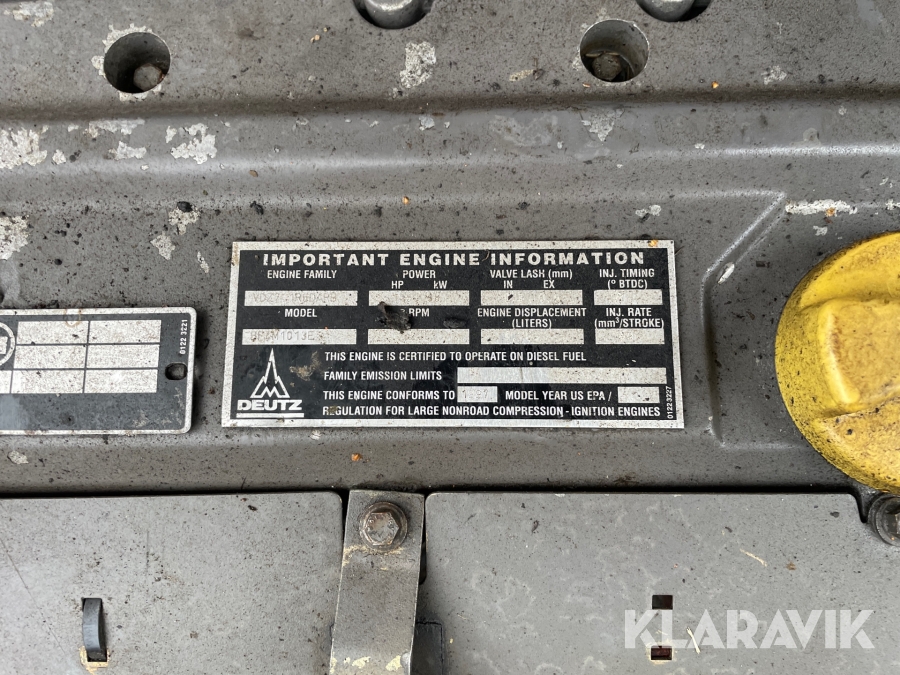 IMPORTANT ENGINE INFORMATION
ENGINE FAMILY POWER VALVE LASH (mm) INJ. TIMING
HP kW IN EX (° BTDC)
MODEL RPM ENGINE DISPLACEMENT INJ. RATE
(LITERS) mm³/STROKE)
THIS ENGINE IS CERTIFIED TO OPERATE ON DIESEL FUEL
FAMILY EMISSION LIMITS
THIS ENGINE CONFORMS TO MODEL YEAR US EPA /
REGULATION FOR LARGE NONROAD COMPRESSION - IGNITION ENGINES
DEUTZ
0122 3227
0122 3221
KLARAVIK